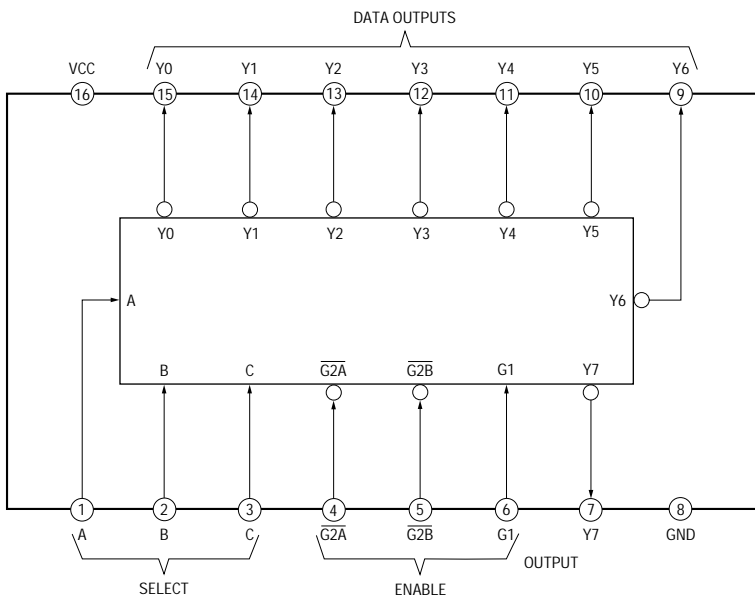 DATA OUTPUTS
VCC Y0 Y1 Y2 Y3 Y4 Y5 Y6
16 15 14 13 12 11 10 9
Y0 Y1 Y2 Y3 Y4 Y5
A Y6
B C G2A G2B G1 Y7
1 2 3 4 5 6 7 8
A B C G2A G2B G1 Y7 GND
OUTPUT
SELECT ENABLE